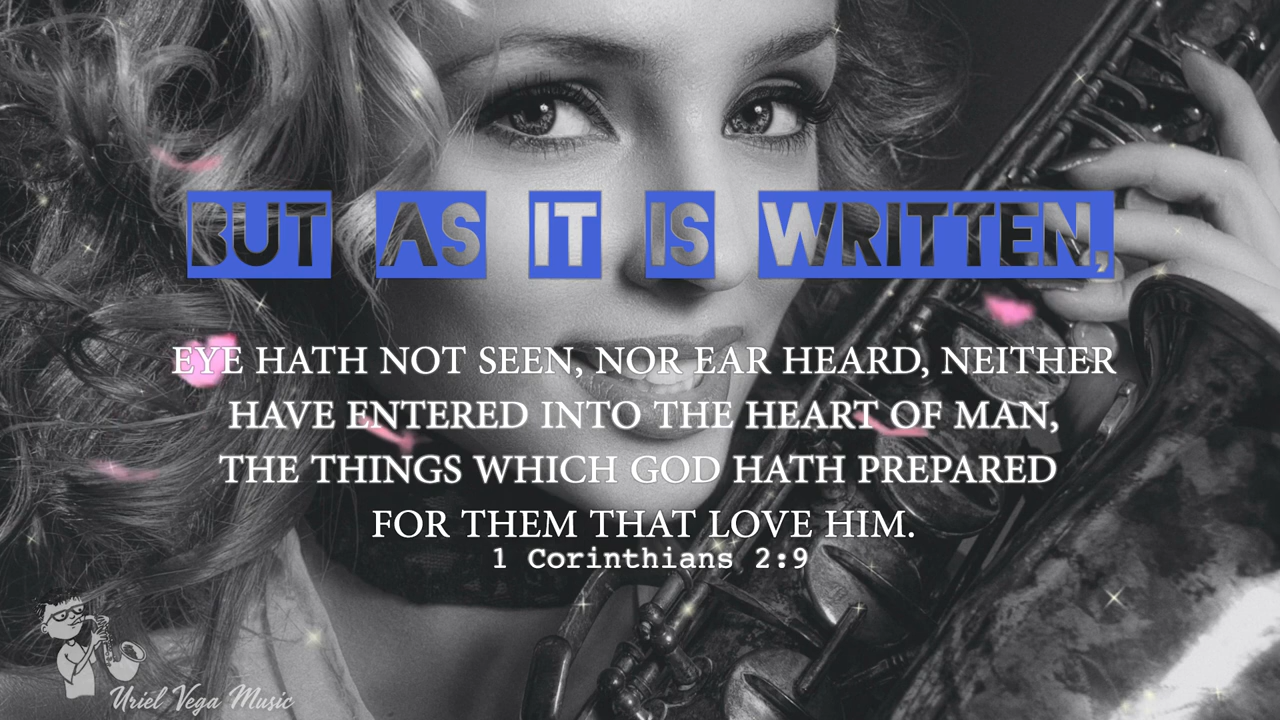 BUT AS IT IS WRITTEN,
EYE HATH NOT SEEN, NOR EAR HEARD, NEITHER
HAVE ENTERED INTO THE HEART OF MAN,
THE THINGS WHICH GOD HATH PREPARED
FOR THEM THAT LOVE HIM.
1 Corinthians 2:9
Uriel Vega Music